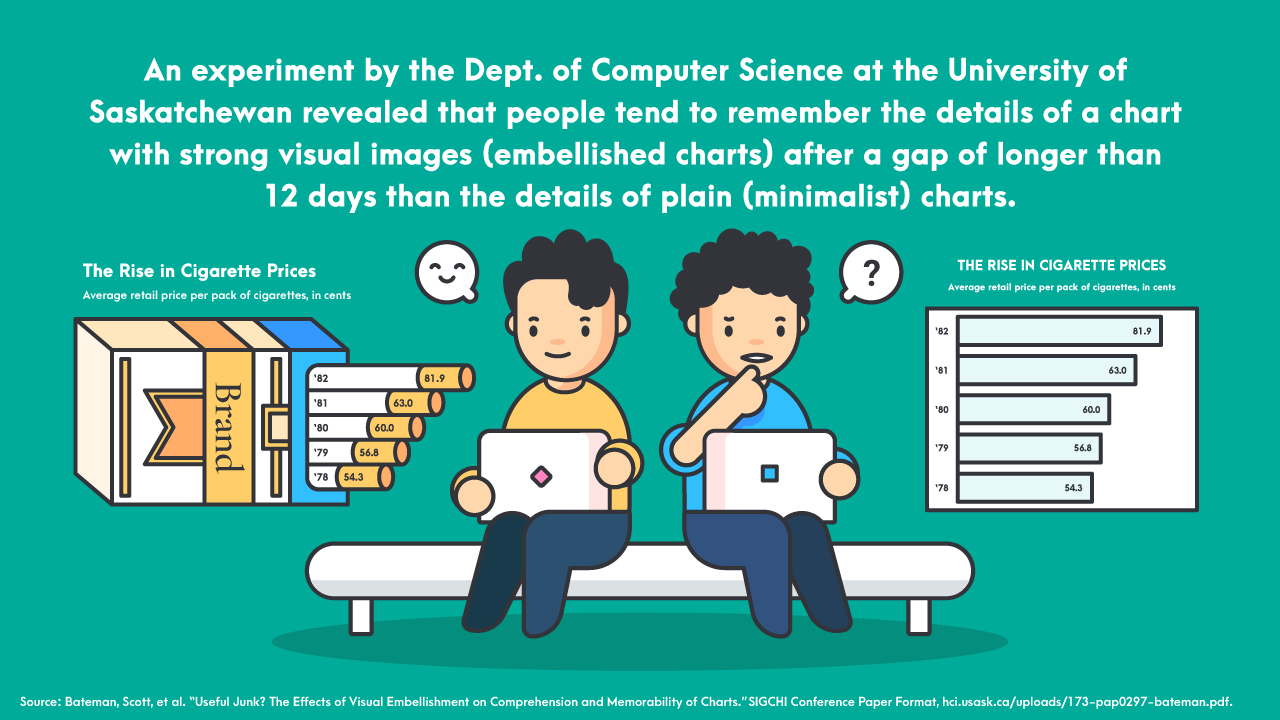 An experiment by the Dept. of Computer Science at the University of
Saskatchewan revealed that people tend to remember the details of a chart
with strong visual images (embellished charts) after a gap of longer than
12 days than the details of plain (minimalist) charts.
The Rise in Cigarette Prices
Average retail price per pack of cigarettes, in cents
Brand
'82 81.9
'81 63.0
'80 60.0
'79 56.8
'78 54.3
?
THE RISE IN CIGARETTE PRICES
Average retail price per pack of cigarettes, in cents
'82 81.9
'81 63.0
'80 60.0
'79 56.8
'78 54.3
Source: Bateman, Scott, et al. "Useful Junk? The Effects of Visual Embellishment on Comprehension and Memorability of Charts." SIGCHI Conference Paper Format, hci.usask.ca/uploads/173-pap0297-bateman.pdf.